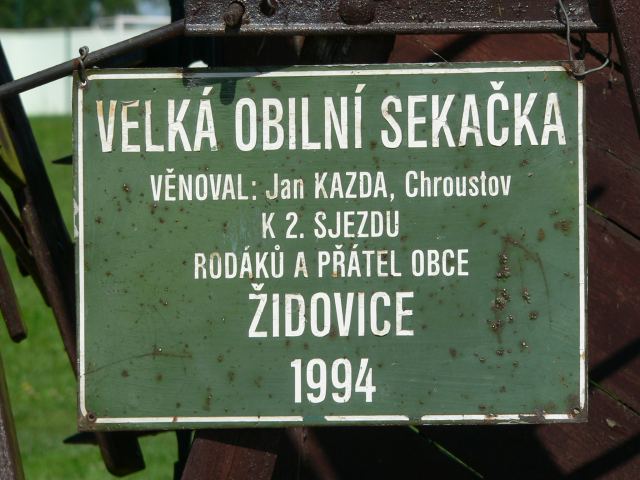 VELKÁ OBILNÍ SEKAČKA
VĚNOVAL: Jan KAZDA, Chroustov
K 2. SJEZDU
RODÁKŮ A PŘÁTEL OBCE
ŽIDOVICE
1994